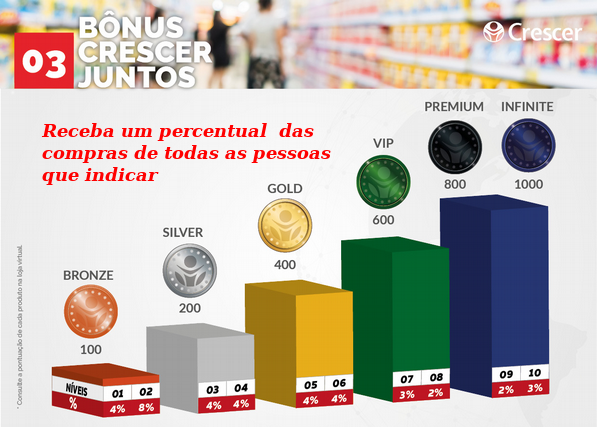 03
BÔNUS
CRESCER
JUNTOS
Crescer
Receba um percentual das
compras de todas as pessoas
que indicar
PREMIUM INFINITE
800 1000
VIP
600
GOLD
400
SILVER
200
BRONZE
100
NÍVEIS 01 02 03 04 05 06 07 08 09 10
% 4% 8% 4% 4% 4% 4% 3% 2% 2% 3%
* Consulte a pontuação de cada produto na loja virtual.